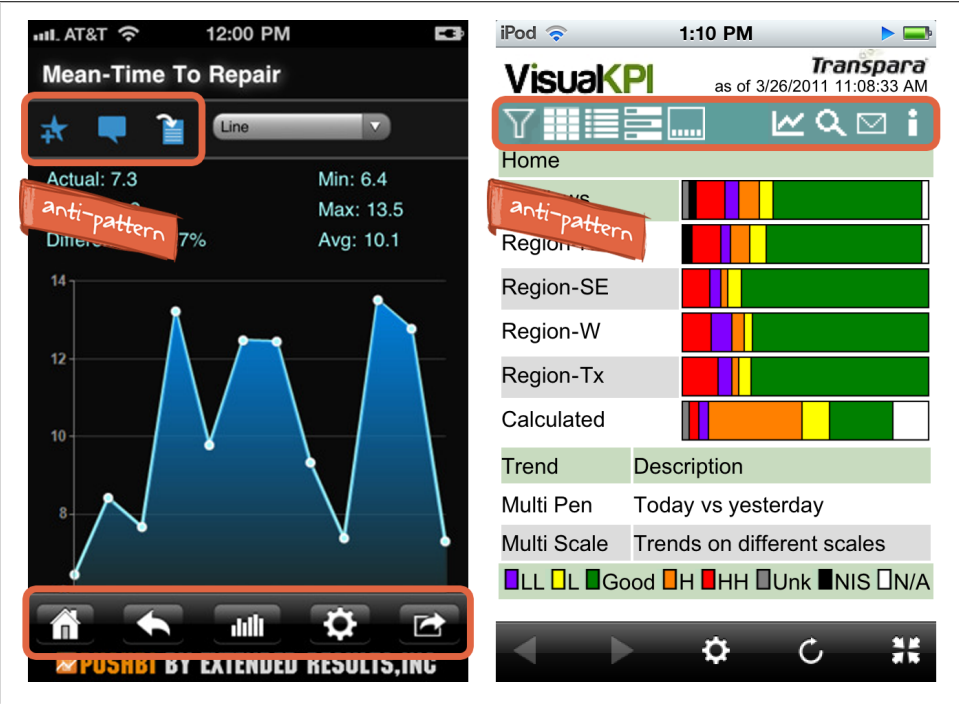 AT&T 12:00 PM
Mean-Time To Repair
Line
Actual: 7.3 Min: 6.4
Max: 13.5
7% Avg: 10.1
anti-pattern
14
12
10
8
PUSHBI BY EXTENDED RESULTS,INC
iPod 1:10 PM
VisualKPI Transpara
as of 3/26/2011 11:08:33 AM
Home
anti-pattern
Region-SE
Region-W
Region-Tx
Calculated
Trend Description
Multi Pen Today vs yesterday
Multi Scale Trends on different scales
LL L Good H HH Unk NIS N/A